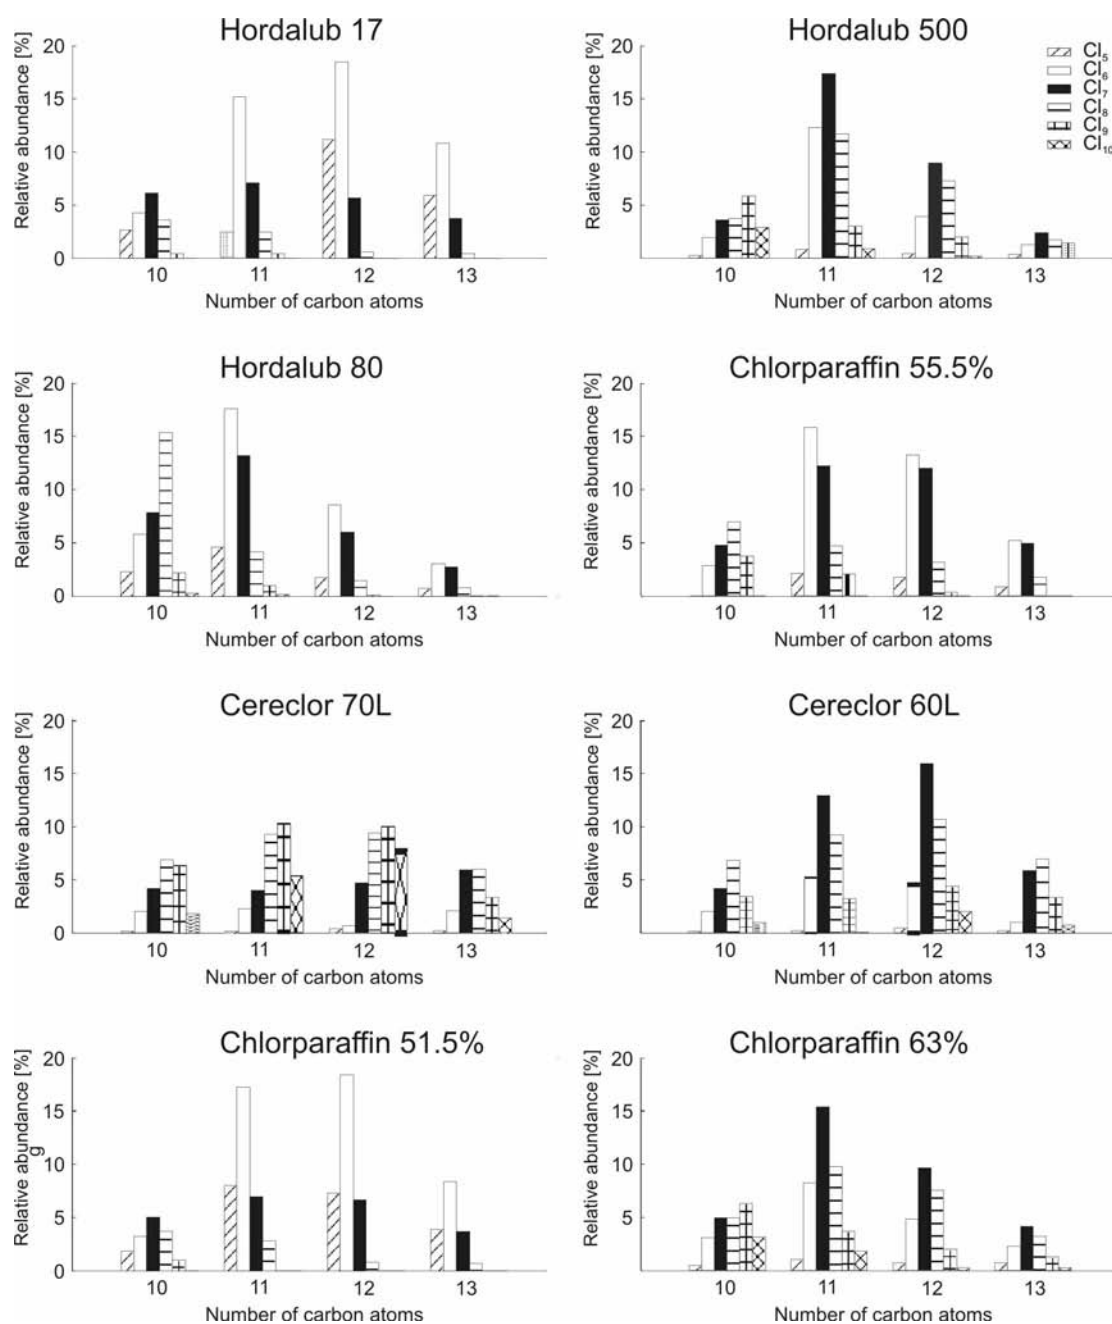 Hordalub 17
Relative abundance [%]
20
15
10
5
0
10 11 12 13
Number of carbon atoms
Hordalub 500
Relative abundance [%]
20
15
10
5
10 11 12 13
Number of carbon atoms
Cl5
Cl6
Cl7
Cl8
Cl9
Cl10
Hordalub 80
Relative abundance [%]
20
15
10
5
0
10 11 12 13
Number of carbon atoms
Chlorparaffin 55.5%
Relative abundance [%]
20
15
10
5
10 11 12 13
Number of carbon atoms
Cereclor 70L
Relative abundance [%]
20
15
10
5
0
10 11 12 13
Number of carbon atoms
Cereclor 60L
Relative abundance [%]
20
15
10
5
10 11 12 13
Number of carbon atoms
Chlorparaffin 51.5%
Relative abundance [%]
g
20
15
10
5
0
10 11 12 13
Number of carbon atoms
Chlorparaffin 63%
Relative abundance [%]
20
15
10
5
10 11 12 13
Number of carbon atoms